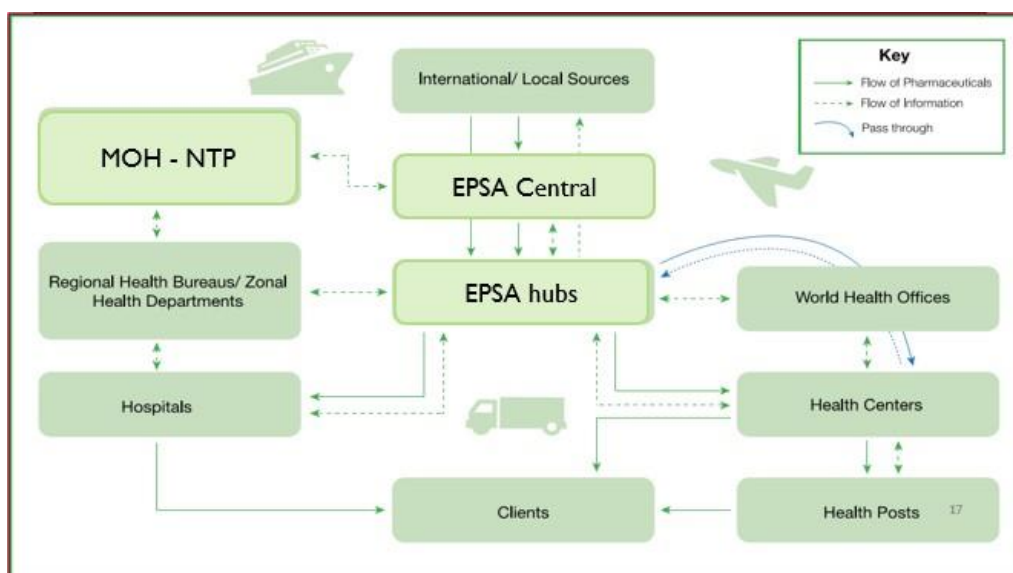 International/ Local Sources
Key
Flow of Pharmaceuticals
Flow of Information
Pass through
MOH - NTP
EPSA Central
Regional Health Bureaus/ Zonal
Health Departments
EPSA hubs
World Health Offices
Hospitals
Health Centers
Clients
Health Posts
17